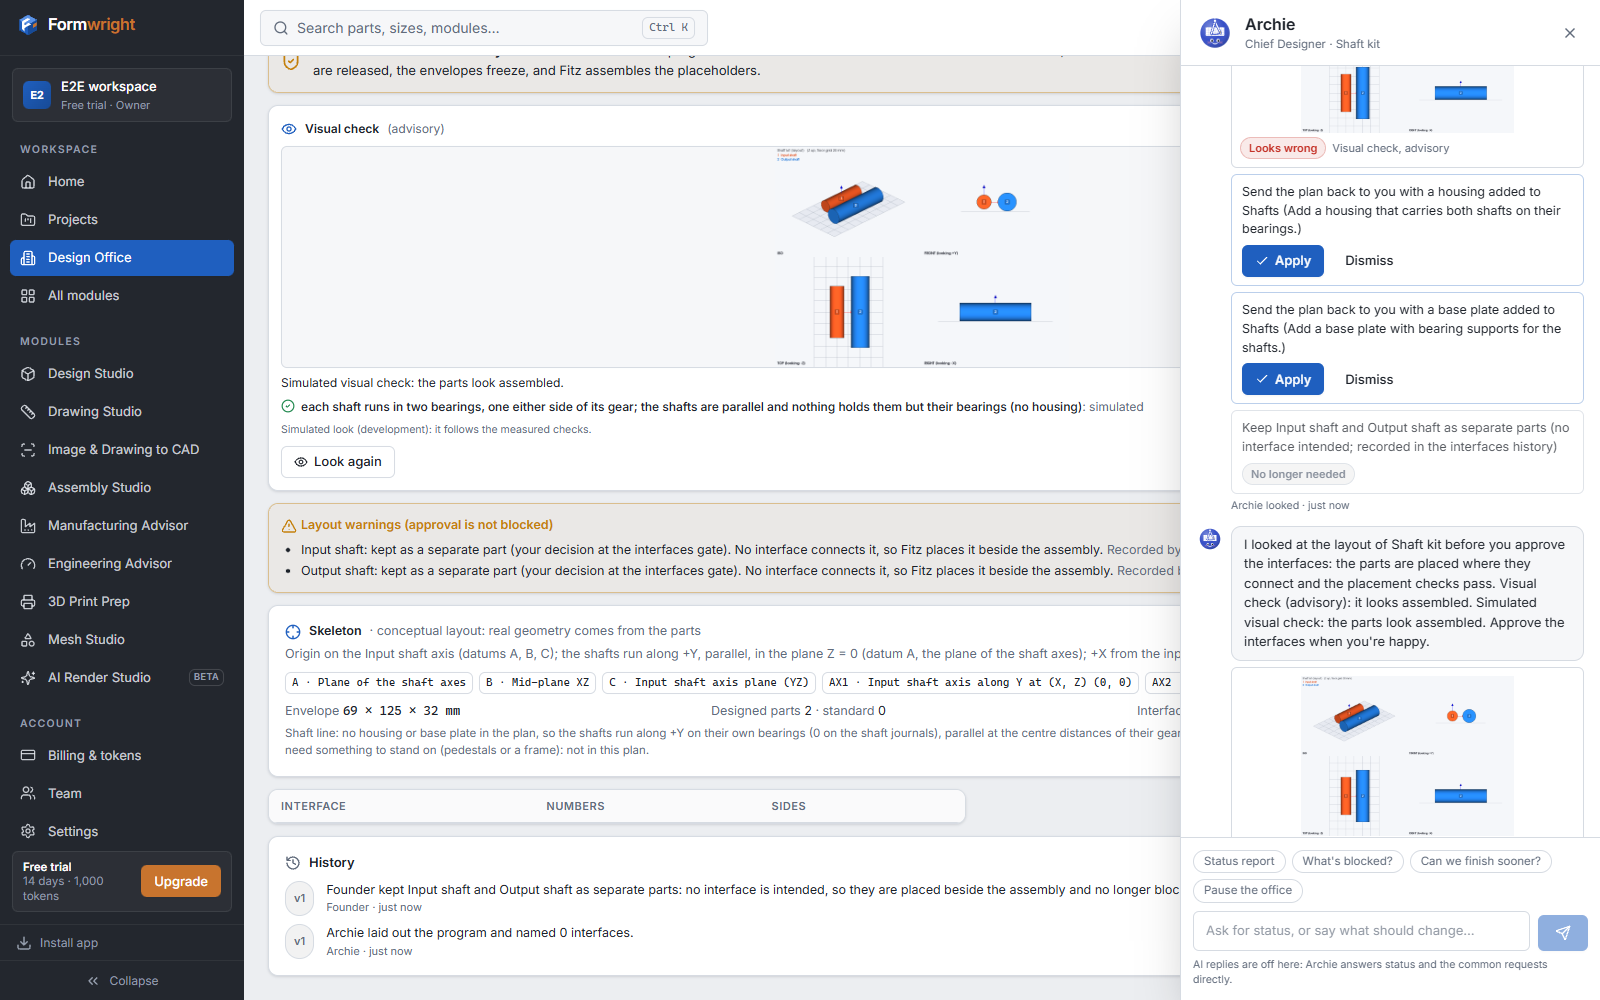 Formwright
E2
E2E workspace
Free trial · Owner
WORKSPACE
Home
Projects
Design Office
All modules
MODULES
Design Studio
Drawing Studio
Image & Drawing to CAD
Assembly Studio
Manufacturing Advisor
Engineering Advisor
3D Print Prep
Mesh Studio
AI Render Studio
BETA
ACCOUNT
Billing & tokens
Team
Settings
Free trial
14 days · 1,000
tokens
Upgrade
Install app
Collapse
Search parts, sizes, modules...
Ctrl K
are released, the envelopes freeze, and Fitz assembles the placeholders.
Visual check (advisory)
Simulated visual check: the parts look assembled.
each shaft runs in two bearings, one either side of its gear; the shafts are parallel and nothing holds them but their bearings (no housing): simulated
Simulated look (development): it follows the measured checks.
Look again
Layout warnings (approval is not blocked)
Input shaft: kept as a separate part (your decision at the interfaces gate). No interface connects it, so Fitz places it beside the assembly. Recorded by
Output shaft: kept as a separate part (your decision at the interfaces gate). No interface connects it, so Fitz places it beside the assembly. Recorded
Skeleton · conceptual layout: real geometry comes from the parts
Origin on the Input shaft axis (datums A, B, C); the shafts run along +Y, parallel, in the plane Z = 0 (datum A, the plane of the shaft axes); +X from the
A · Plane of the shaft axes
B · Mid-plane XZ
C · Input shaft axis plane (YZ)
AX1 · Input shaft axis along Y at (X, Z) (0, 0)
AX2
Envelope 69 × 125 × 32 mm
Designed parts 2 · standard 0
Shaft line: no housing or base plate in the plan, so the shafts run along +Y on their own bearings (0 on the shaft journals), parallel at the centre distances of their
need something to stand on (pedestals or a frame): not in this plan.
INTERFACE
NUMBERS
SIDES
History
v1
Founder kept Input shaft and Output shaft as separate parts: no interface is intended, so they are placed beside the assembly and no longer
Founder · just now
v1
Archie laid out the program and named 0 interfaces.
Archie · just now
Archie
Chief Designer · Shaft kit
Looks wrong
Visual check, advisory
Send the plan back to you with a housing added to
Shafts (Add a housing that carries both shafts on their
bearings.)
Apply
Dismiss
Send the plan back to you with a base plate added to
Shafts (Add a base plate with bearing supports for the
shafts.)
Apply
Dismiss
Keep Input shaft and Output shaft as separate parts (no
interface intended; recorded in the interfaces history)
No longer needed
Archie looked · just now
I looked at the layout of Shaft kit before you approve
the interfaces: the parts are placed where they
connect and the placement checks pass. Visual
check (advisory): it looks assembled. Simulated
visual check: the parts look assembled. Approve the
interfaces when you're happy.
Status report
What's blocked?
Can we finish sooner?
Pause the office
Ask for status, or say what should change...
AI replies are off here: Archie answers status and the common requests
directly.